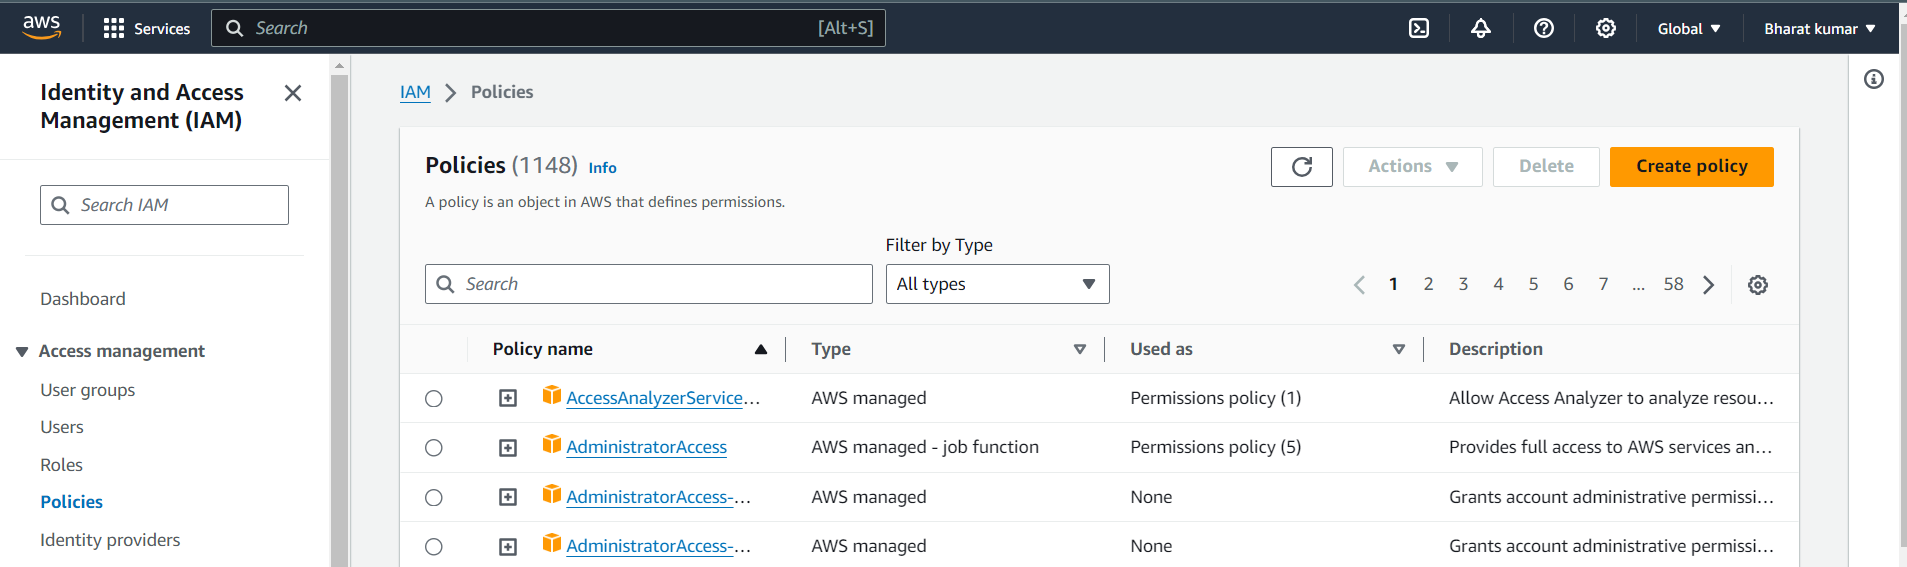 aws Services Search [Alt+S] Global Bharat kumar
Identity and Access
Management (IAM)
Search IAM
Dashboard
Access management
User groups
Users
Roles
Policies
Identity providers
IAM > Policies
Policies (1148) Info
Actions Delete Create policy
A policy is an object in AWS that defines permissions.
Filter by Type
Search All types 1 2 3 4 5 6 7 ... 58
Policy name Type Used as Description
AccessAnalyzerService... AWS managed Permissions policy (1) Allow Access Analyzer to analyze resou...
AdministratorAccess AWS managed - job function Permissions policy (5) Provides full access to AWS services an...
AdministratorAccess-... AWS managed None Grants account administrative permissi...
AdministratorAccess-... AWS managed None Grants account administrative permissi...